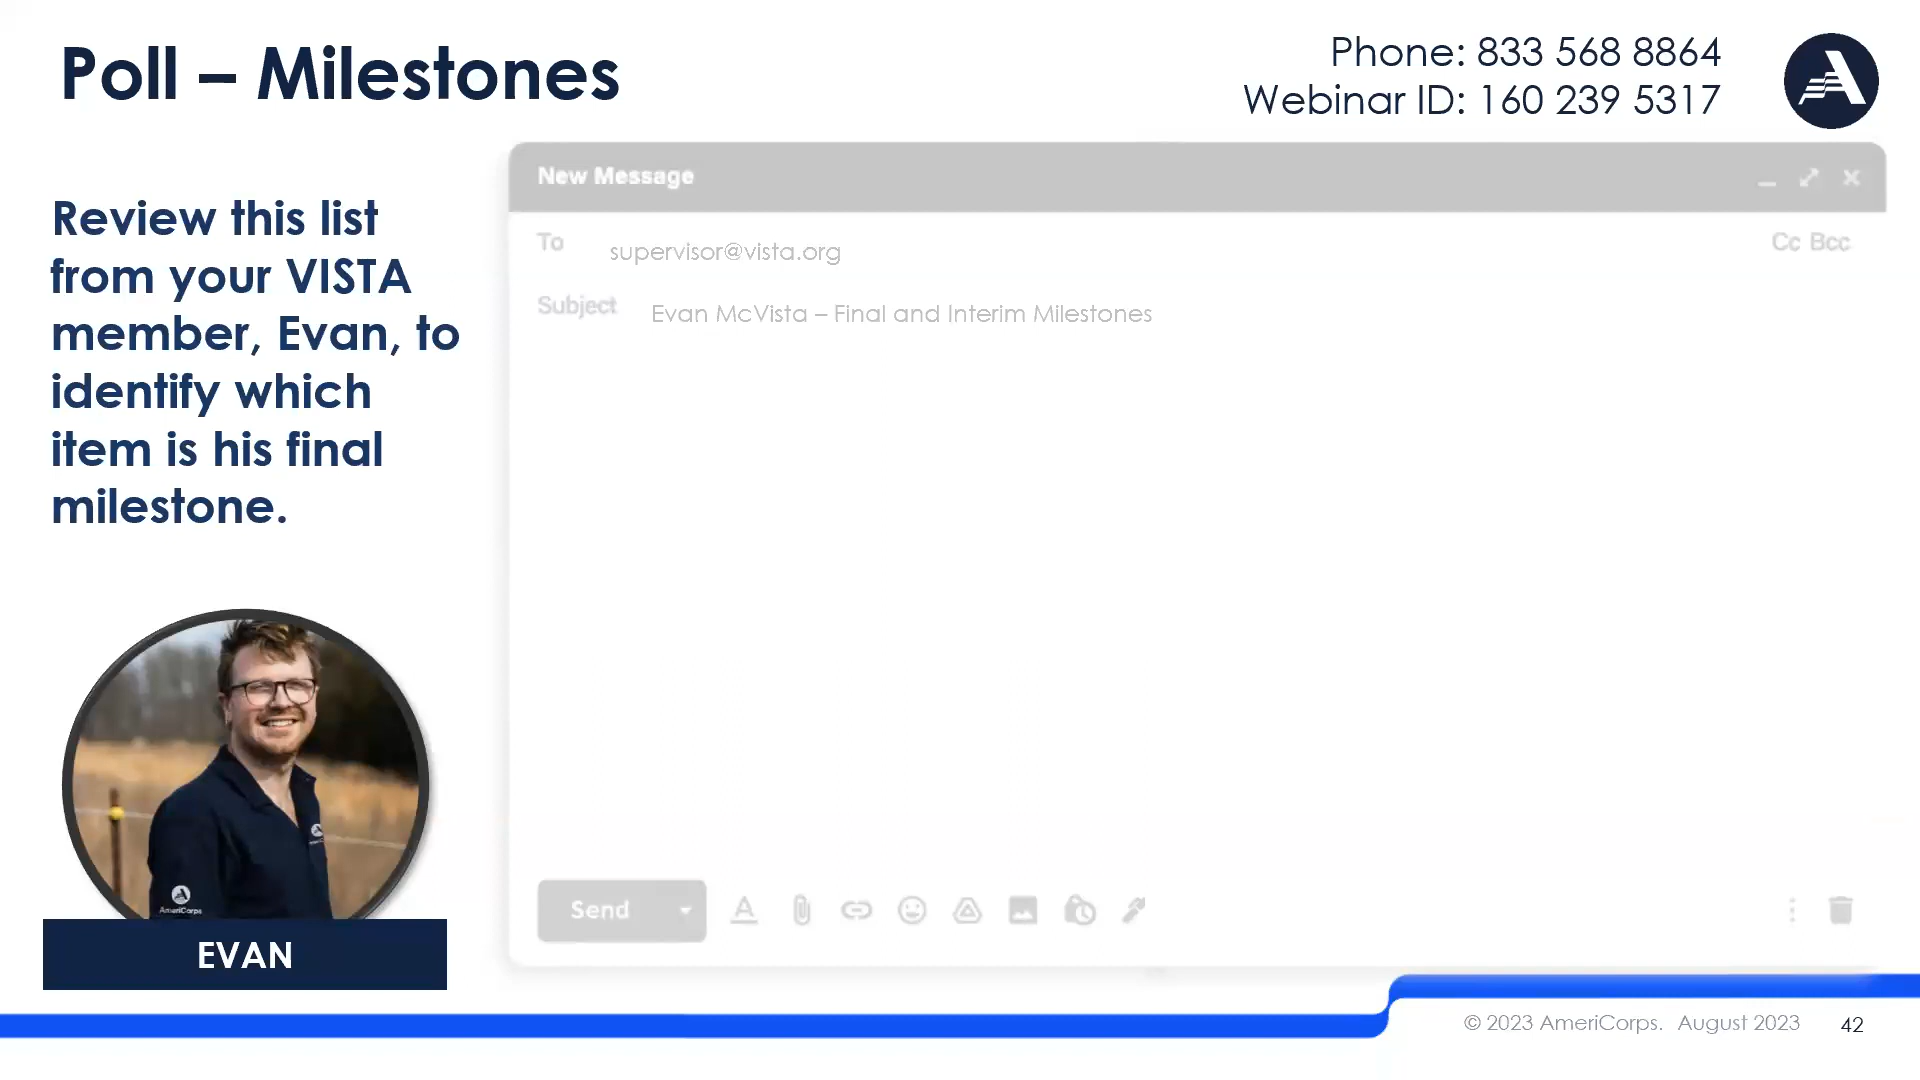 Poll – Milestones
Phone: 833 568 8864
Webinar ID: 160 239 5317
Review this list
from your VISTA
member, Evan, to
identify which
item is his final
milestone.
EVAN
New Message
To supervisor@vista.org Cc Bcc
Subject Evan McVista – Final and Interim Milestones
Send
AmeriCorps
© 2023 AmeriCorps. August 2023 42